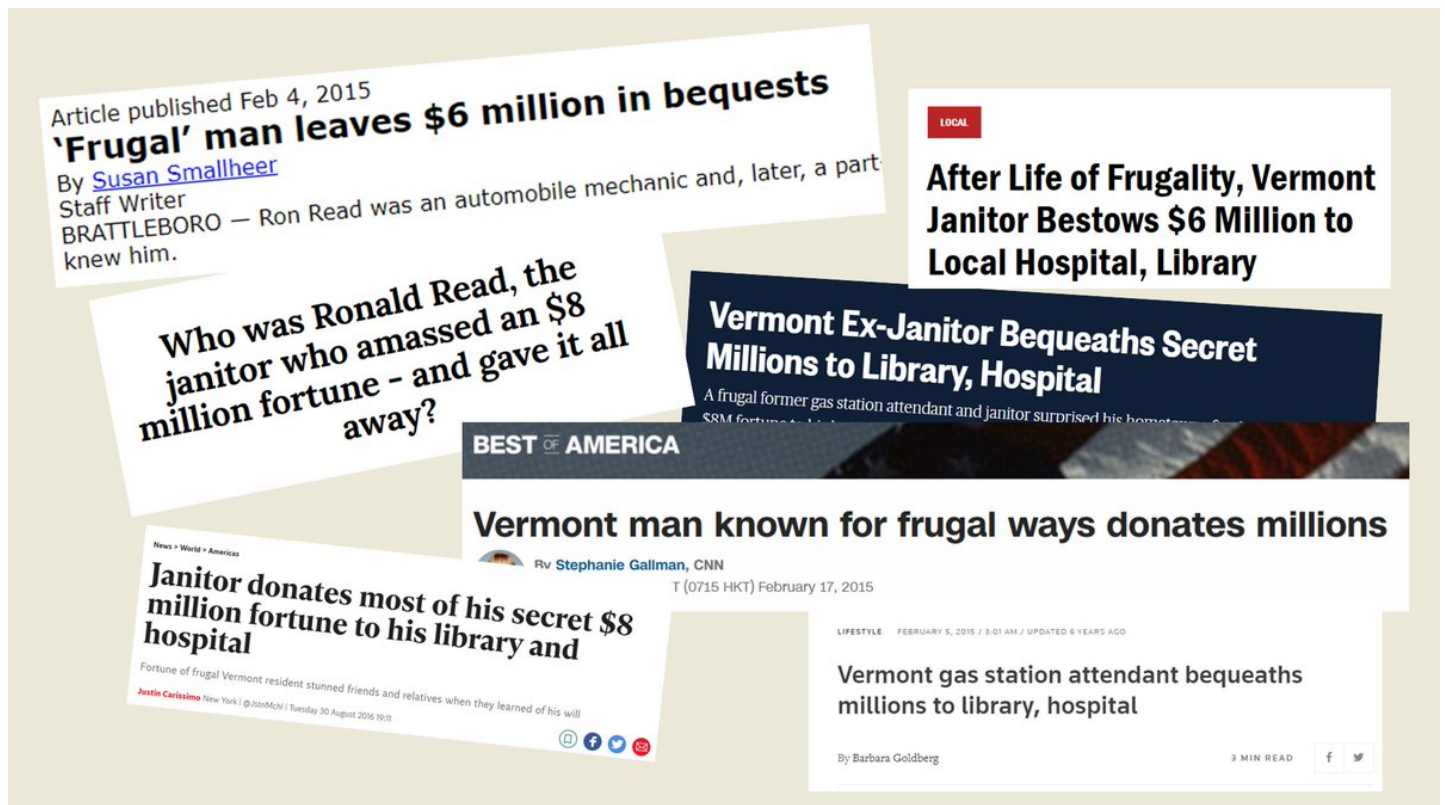 Article published Feb 4, 2015
‘Frugal’ man leaves $6 million in bequests
By Susan Smallheer
Staff Writer
BRATTLEBORO — Ron Read was an automobile mechanic and, later, a part-
knew him.
LOCAL
After Life of Frugality, Vermont
Janitor Bestows $6 Million to
Local Hospital, Library
Who was Ronald Read, the
janitor who amassed an $8
million fortune – and gave it all
away?
Vermont Ex-Janitor Bequeaths Secret
Millions to Library, Hospital
A frugal former gas station attendant and janitor surprised his
$8M fortune
BEST OF AMERICA
Vermont man known for frugal ways donates millions
By Stephanie Gallman, CNN
T (0715 HKT) February 17, 2015
News > World > Americas
Janitor donates most of his secret $8
million fortune to his library and
hospital
Fortune of frugal Vermont resident stunned friends and relatives when they learned of his will
Justin Carissimo New York | @JstnMchl | Tuesday 30 August 2016 19:11
LIFESTYLE FEBRUARY 5, 2015 / 3:01 AM / UPDATED 6 YEARS AGO
Vermont gas station attendant bequeaths
millions to library, hospital
By Barbara Goldberg
3 MIN READ